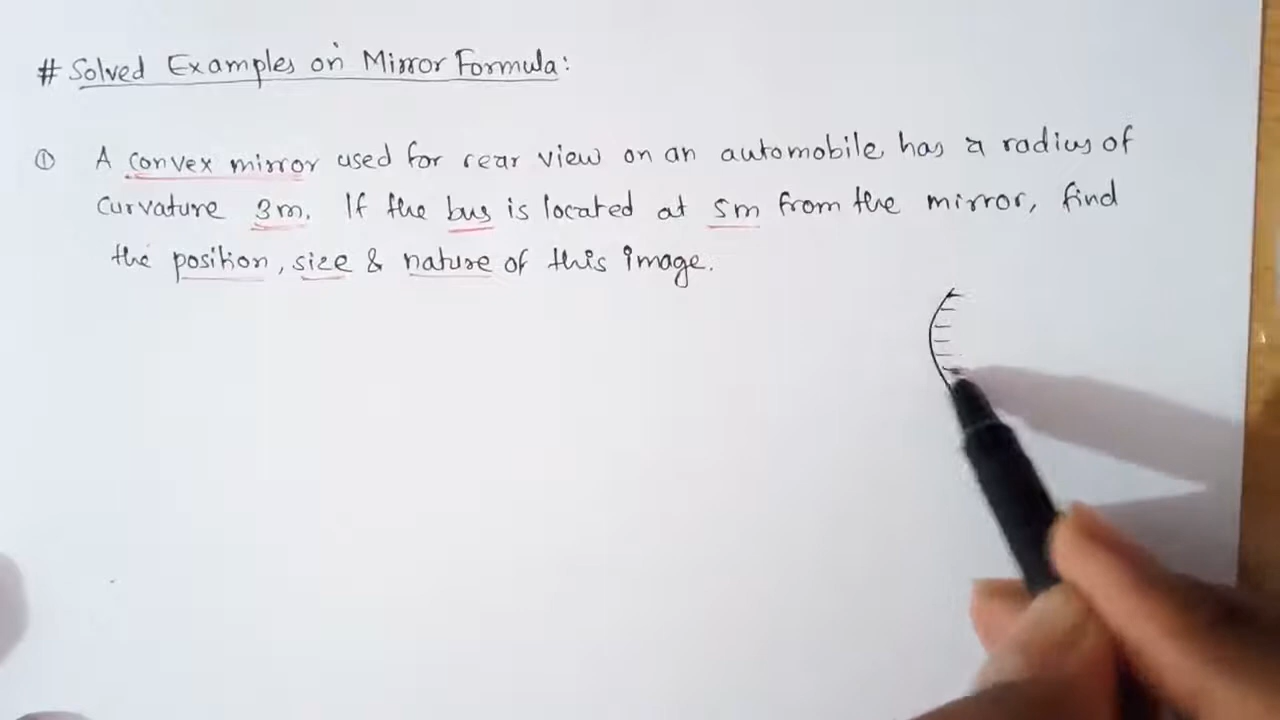 # Solved Examples on Mirror Formula:
① A convex mirror used for rear view on an automobile has a radius of
curvature 3m. If the bus is located at 5m from the mirror, find
the position, size & nature of this image.